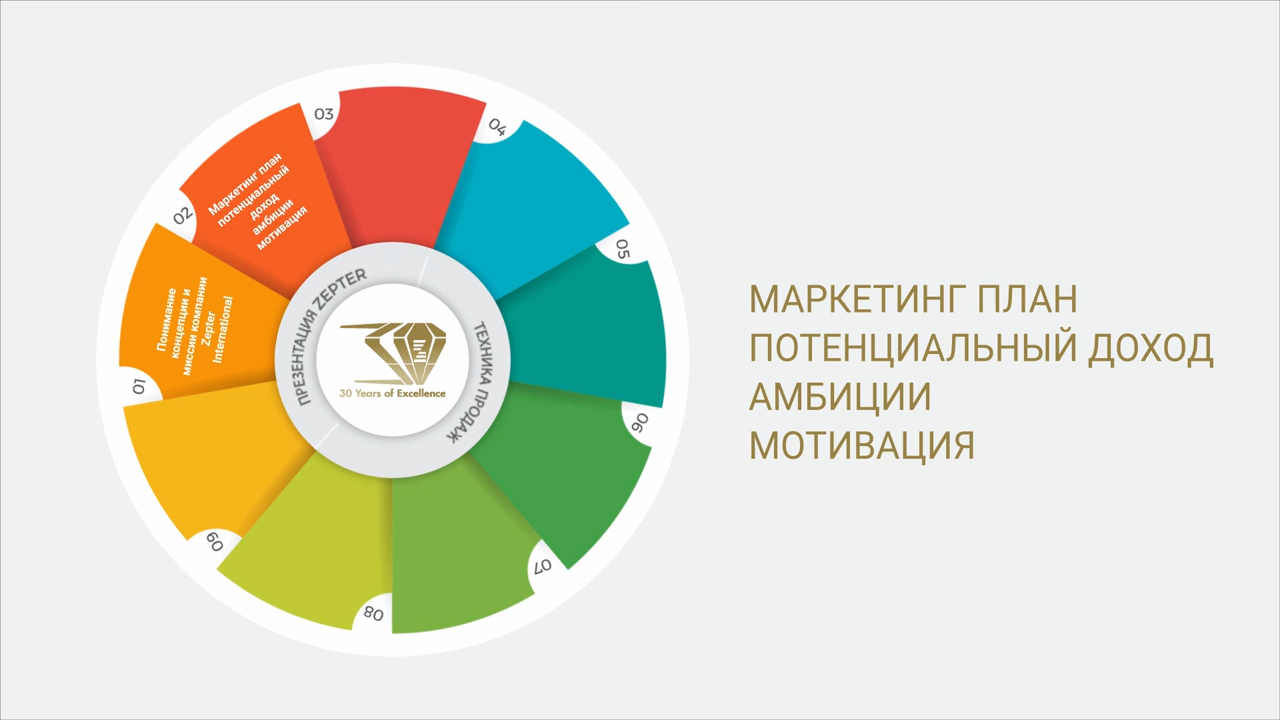 03
04
Маркетинг план
потенциальный
доход
амбиции
мотивация
02
05
Понимание
концепции и
миссии компании
Zepter
International
01
06
07
08
09
ПРЕЗЕНТАЦИЯ ZEPTER
ТЕХНИКА ПРОДАЖ
30 Years of Excellence
МАРКЕТИНГ ПЛАН
ПОТЕНЦИАЛЬНЫЙ ДОХОД
АМБИЦИИ
МОТИВАЦИЯ